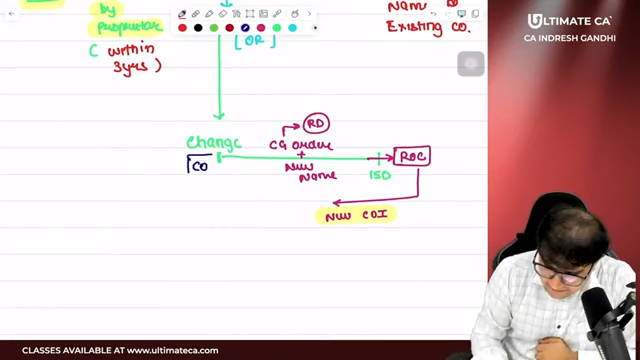 by
proprietor
( within
3yrs )
[ OR ]
Name
Existing co.
ULTIMATE CA
CA INDRESH GANDHI
Change
CO
RD
CG order
+
New
Name
15D
ROC
New COI
CLASSES AVAILABLE AT www.ultimateca.com